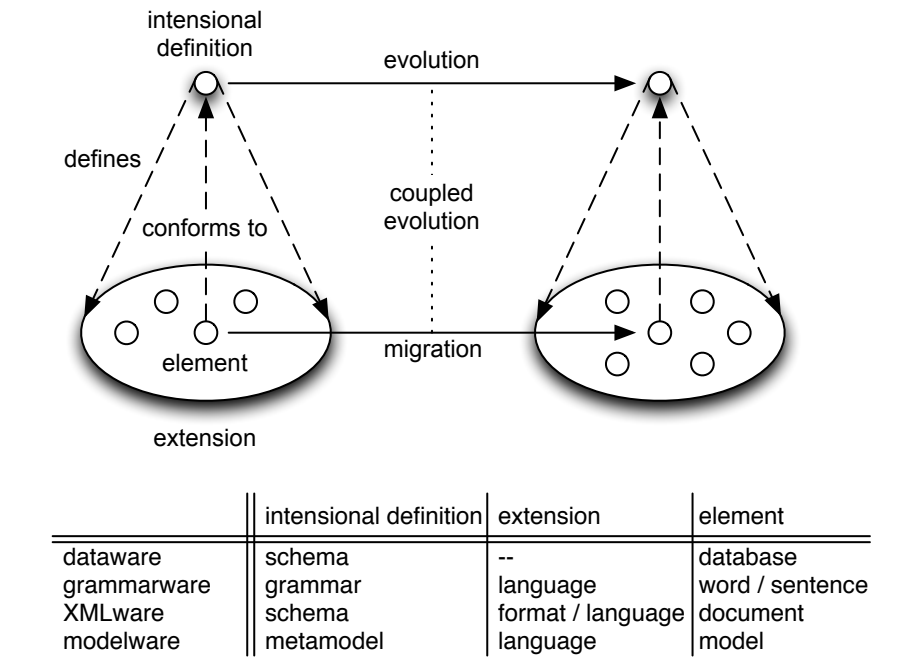 intensional
definition
evolution
defines
coupled
evolution
conforms to
element
migration
extension
intensional definition extension element
dataware schema -- database
grammarware grammar language word / sentence
XMLware schema format / language document
modelware metamodel language model